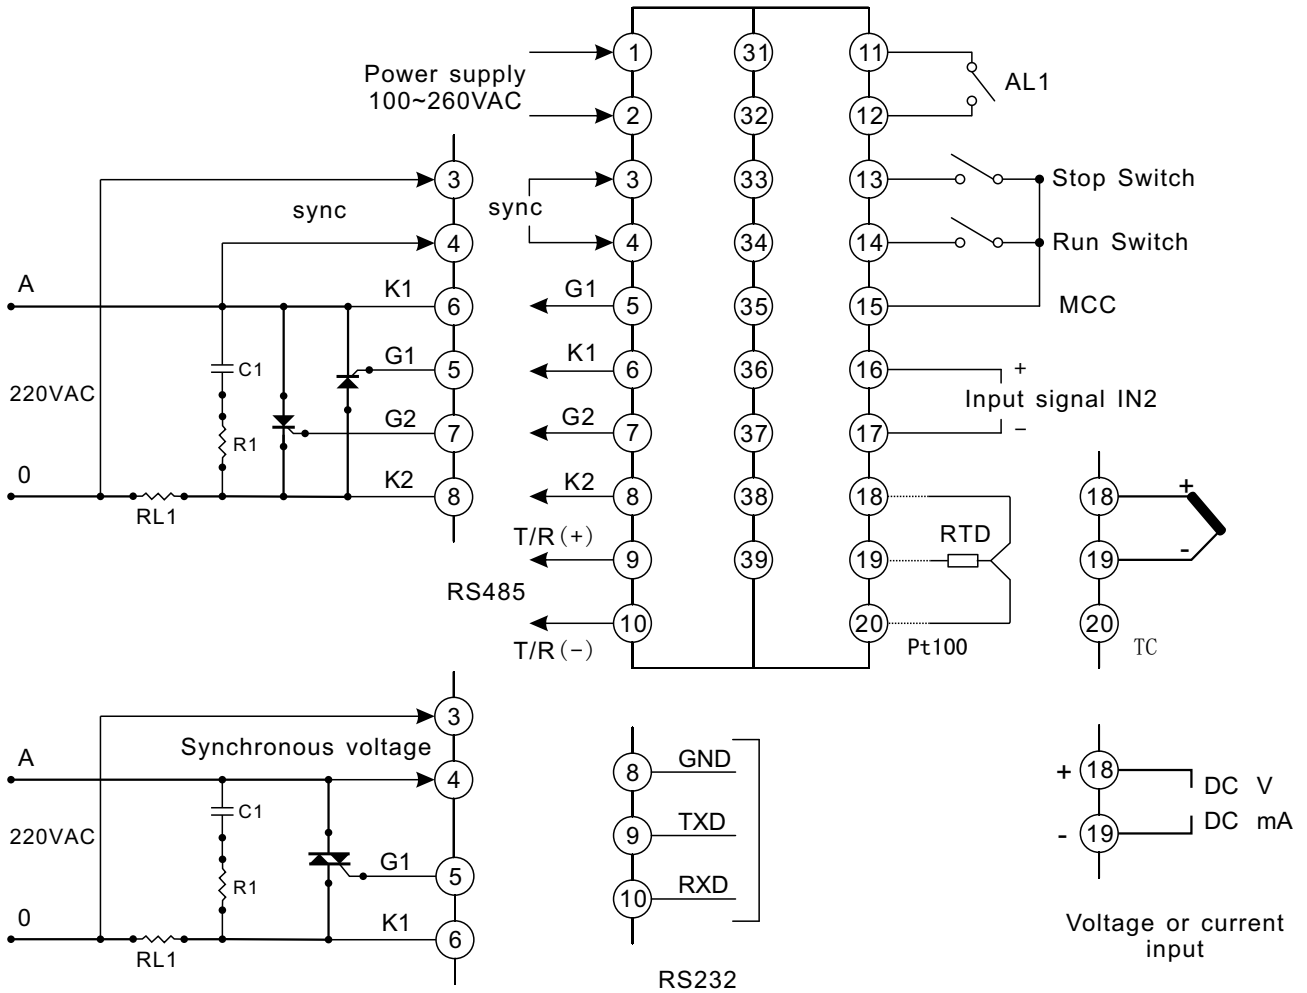 1 31 11
Power supply
100~260VAC
AL1
2 32 12
3 sync 3 33 13 Stop Switch
sync
4 4 34 14 Run Switch
A K1 6 G1 5 35 15 MCC
C1 G1 5 K1 6 36 16 +
220VAC Input signal IN2
R1 G2 7 G2 7 37 17 −
0 K2 8 K2 8 38 18 18 +
RL1
T/R(+) 9 39 19 RTD 19 -
RS485
10 20 20
T/R(−) Pt100 TC
3
Synchronous voltage
A 4
C1
220VAC
R1 G1 5
0 K1 6
RL1
8 GND
9 TXD
10 RXD
RS232
+ 18 DC V
- 19 DC mA
Voltage or current
input